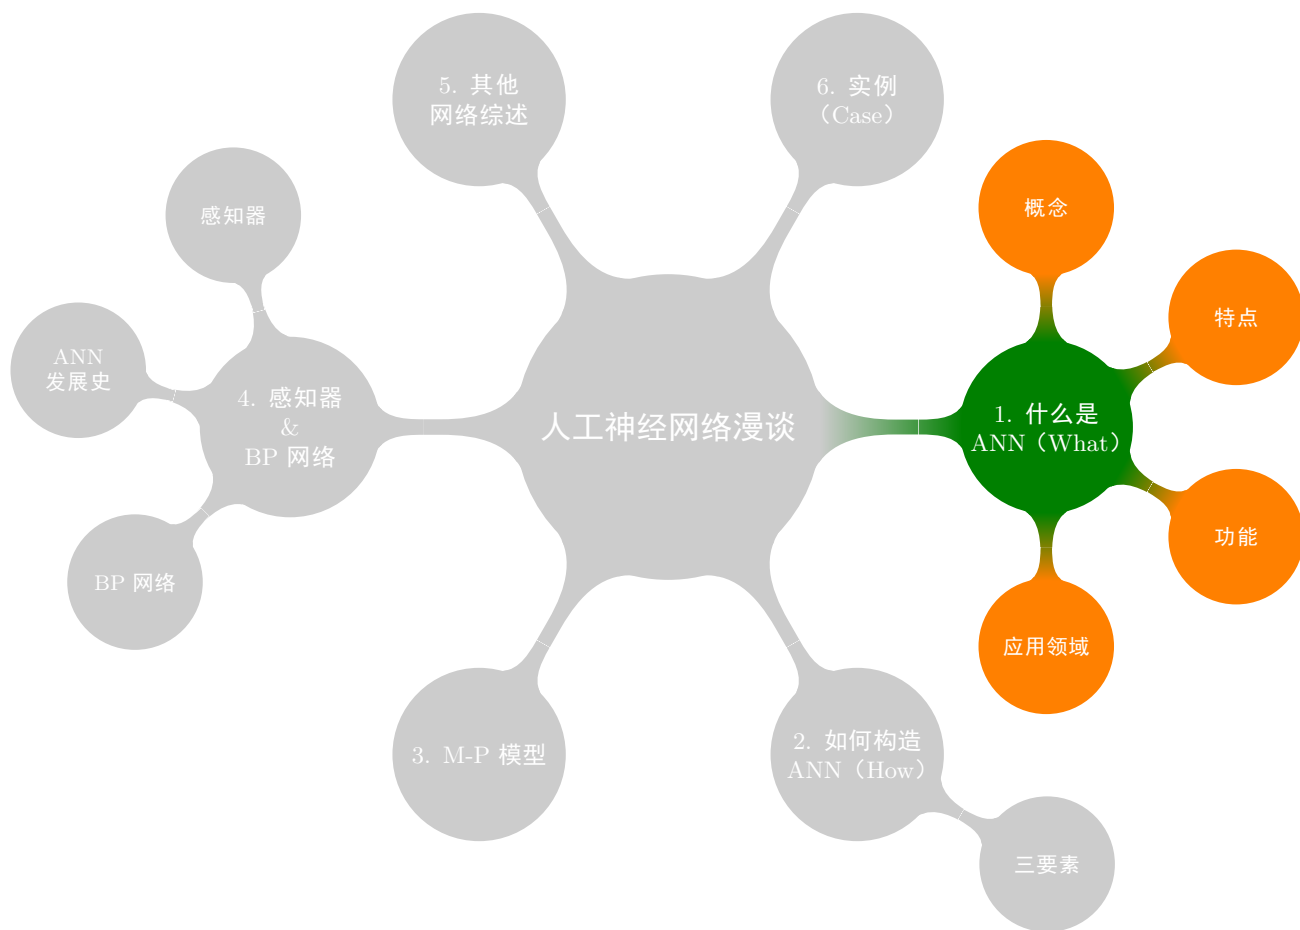 人工神经网络漫谈
1. 什么是
ANN（What）
概念
特点
功能
应用领域
2. 如何构造
ANN（How）
三要素
3. M-P 模型
4. 感知器
&
BP 网络
感知器
ANN
发展史
BP 网络
5. 其他
网络综述
6. 实例
（Case）